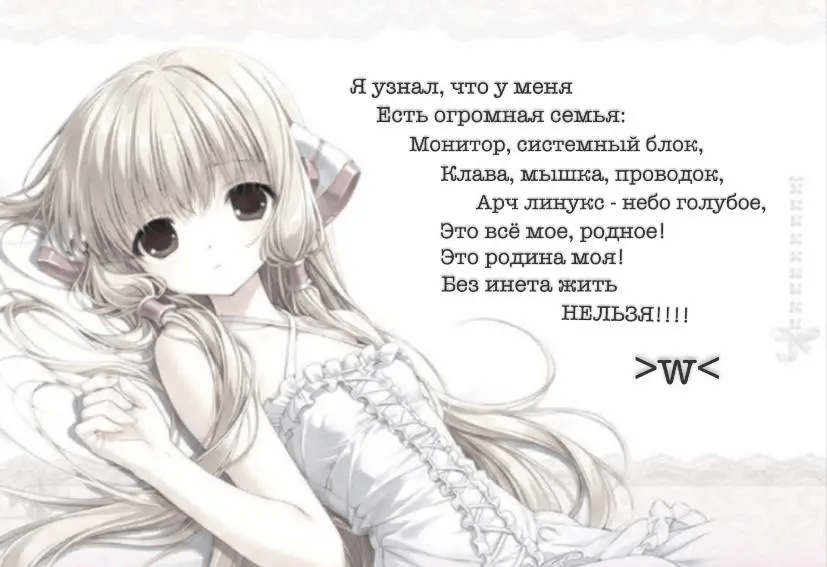 Я узнал, что у меня
Есть огромная семья:
Монитор, системный блок,
Клава, мышка, проводок,
Арч линукс - небо голубое,
Это всё мое, родное!
Это родина моя!
Без инета жить
НЕЛЬЗЯ!!!!
>w<